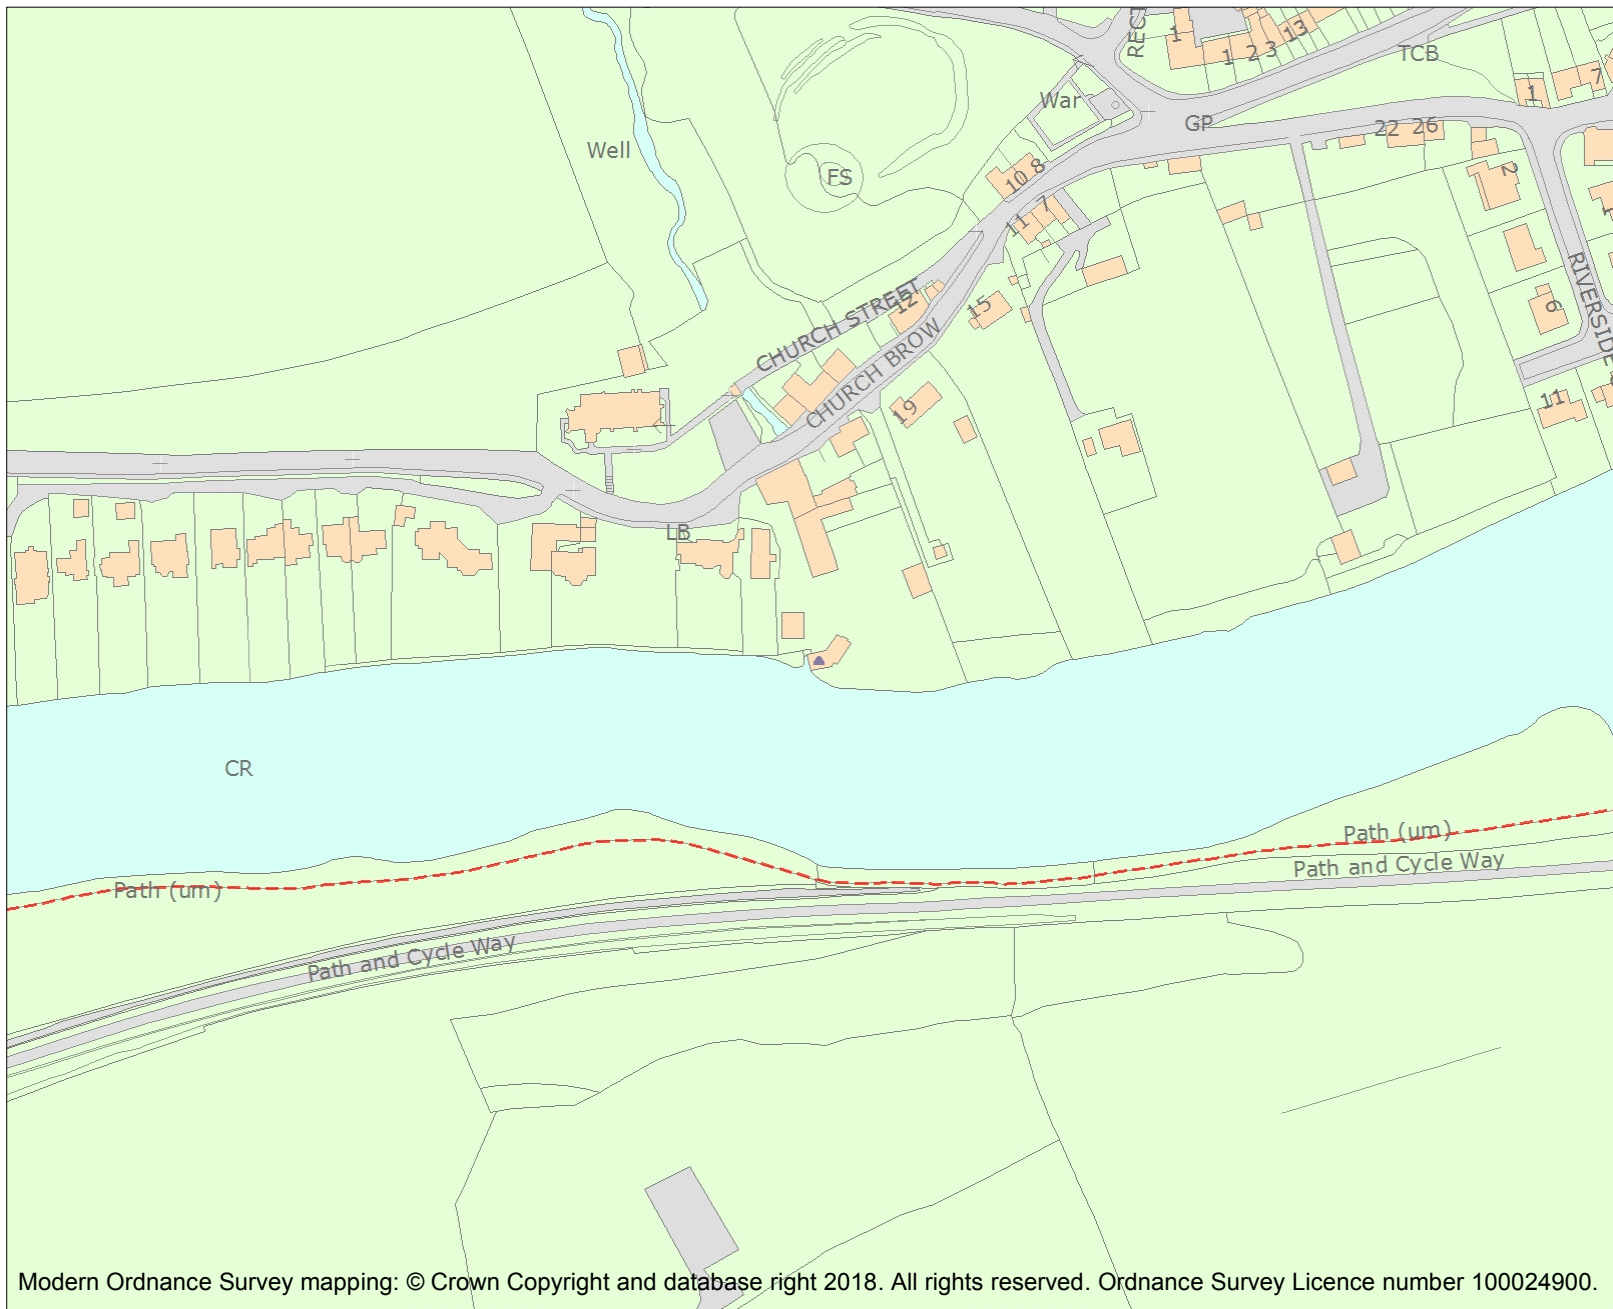 RECT
1
1
2
3
13
TCB
7
1
War
GP
22
26
Well
FS
10
8
2
11
7
1
RIVERSIDE
CHURCH STREET
12
15
6
CHURCH BROW
19
11
LB
CR
Path (um)
Path (um)
Path and Cycle Way
Path and Cycle Way
Modern Ordnance Survey mapping: © Crown Copyright and database right 2018. All rights reserved. Ordnance Survey Licence number 100024900.